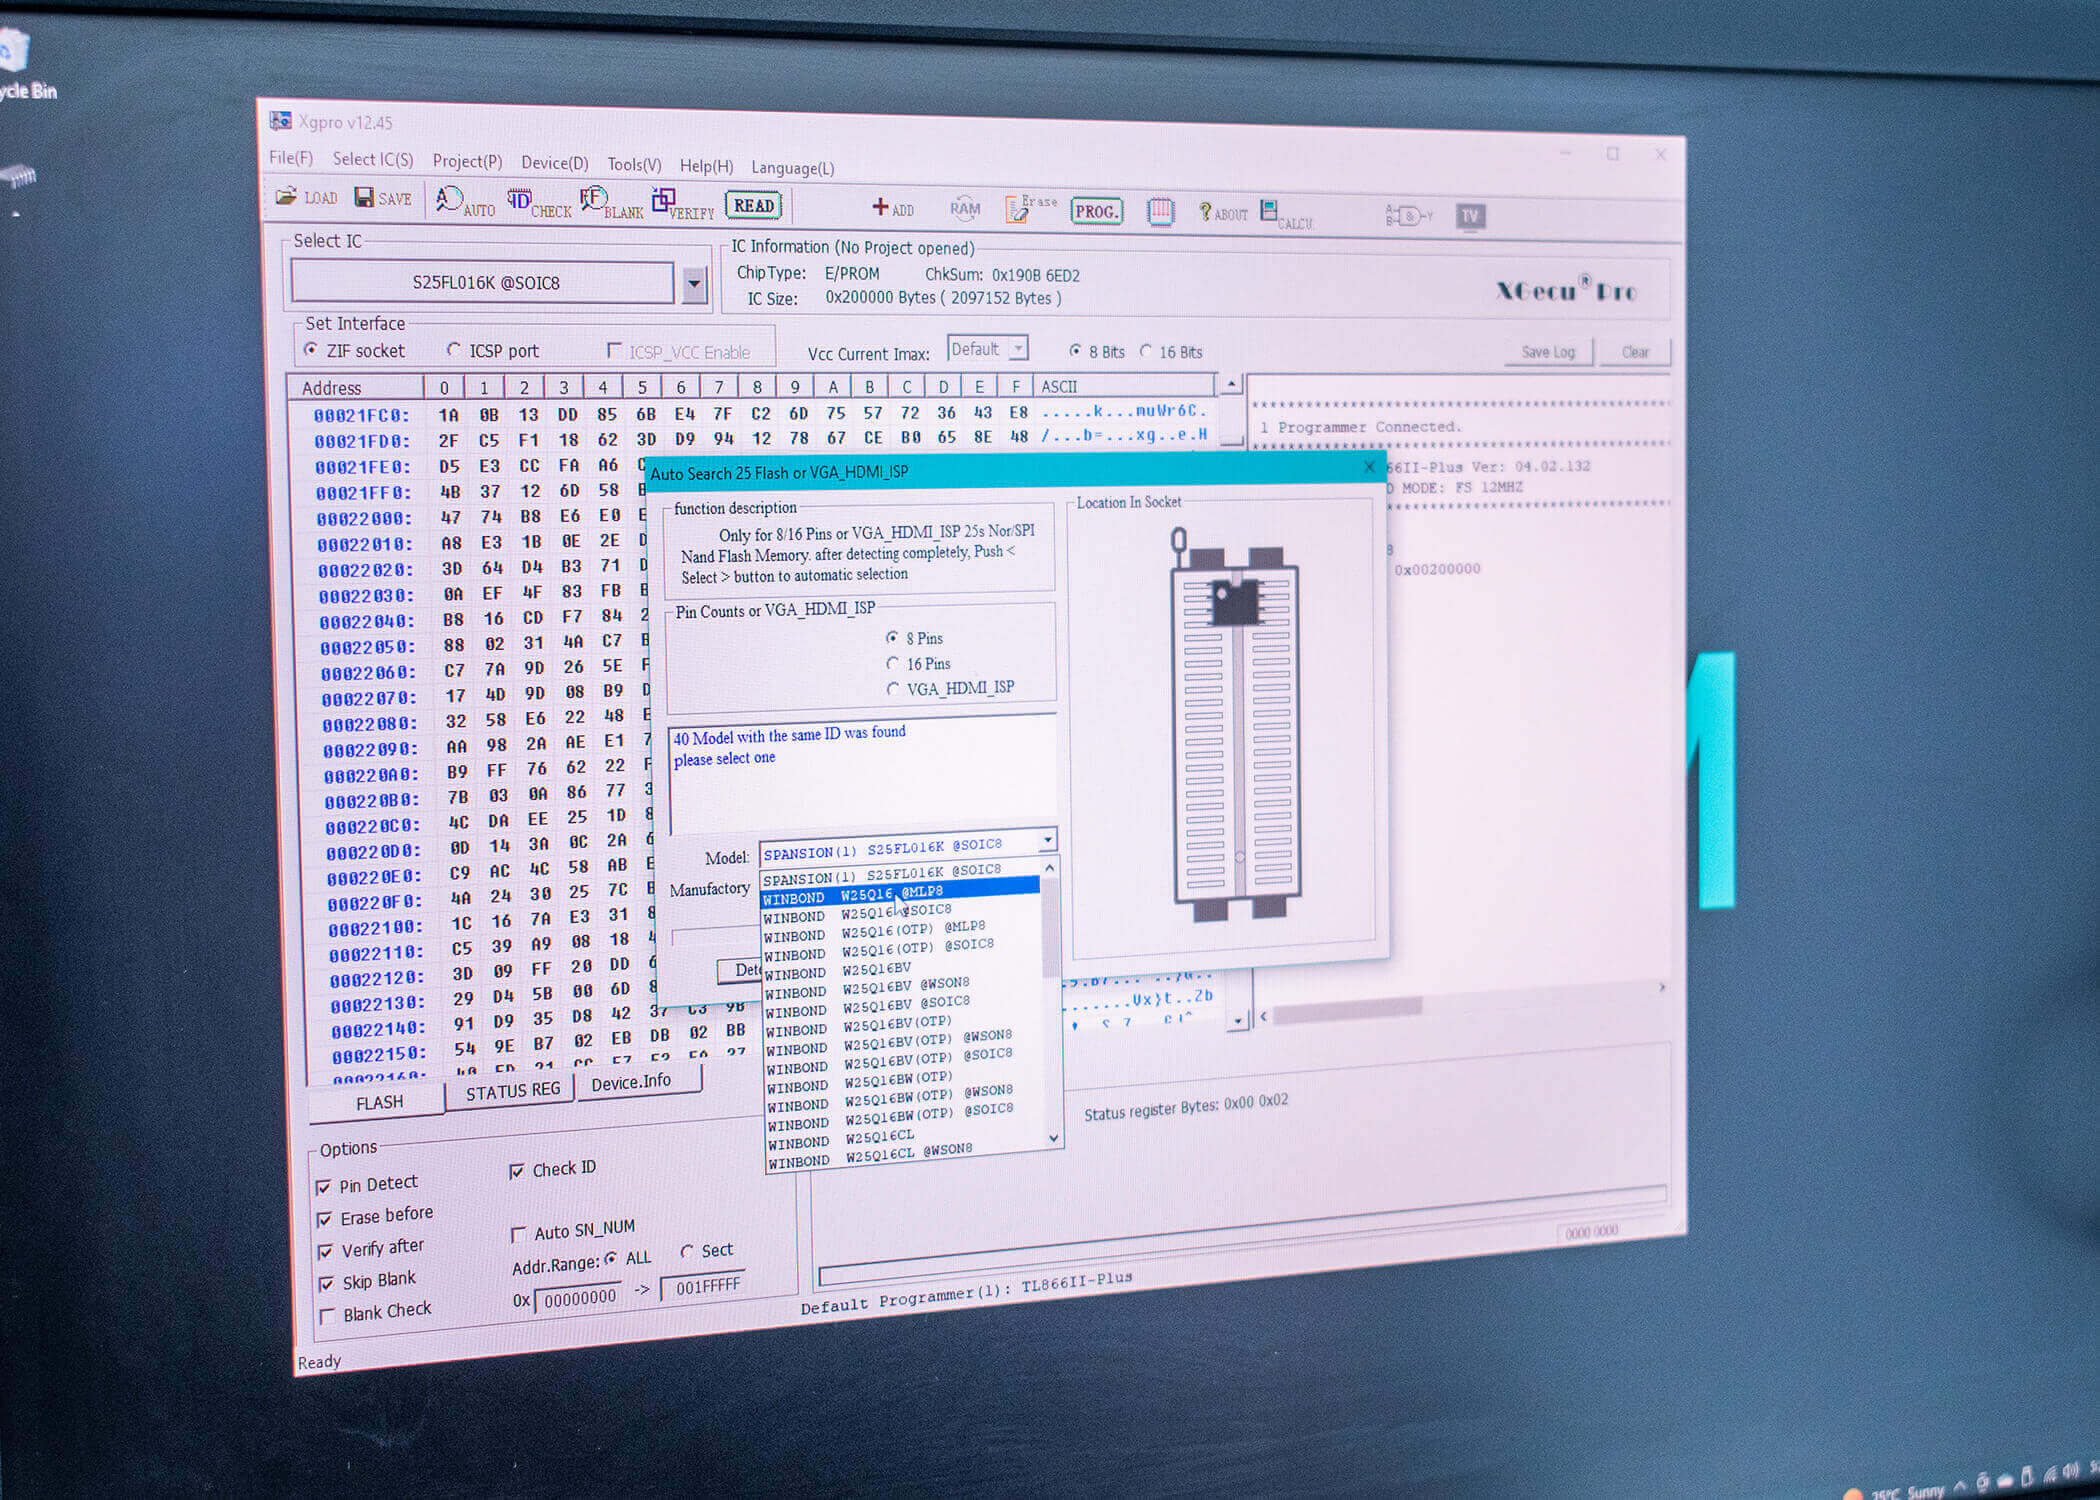 ycle Bin
Xgpro v12.45
File(F) Select IC(S) Project(P) Device(D) Tools(V) Help(H) Language(L)
LOAD SAVE AUTO CHECK BLANK VERIFY READ ADD RAM Erase PROG. ABOUT CALCU TV
Select IC
S25FL016K @SOIC8
IC Information (No Project opened)
ChipType: E/PROM ChkSum: 0x190B 6ED2
IC Size: 0x200000 Bytes ( 2097152 Bytes )
XGecu® Pro
Set Interface
ZIF socket ICSP port ICSP_VCC Enable
Vcc Current Imax: Default 8 Bits 16 Bits
Save Log Clear
Address 0 1 2 3 4 5 6 7 8 9 A B C D E F ASCII
00021FC0: 1A 0B 13 DD 85 6B E4 7F C2 6D 75 57 72 36 43 E8 .....k...muWr6C.
00021FD0: 2F C5 F1 18 62 3D D9 94 12 78 67 CE B0 65 8E 48 /...b=...xg..e.H
00021FE0: D5 E3 CC FA A6
00021FF0: 4B 37 12 6D 58
00022000: 47 74 B8 E6 E0
00022010: A8 E3 1B 0E 2E
00022020: 3D 64 D4 B3 71
00022030: 0A EF 4F 83 FB
00022040: B8 16 CD F7 84
00022050: 88 02 31 4A C7
00022060: C7 7A 9D 26 5E
00022070: 17 4D 9D 08 B9
00022080: 32 58 E6 22 48
00022090: AA 98 2A AE E1
000220A0: B9 FF 76 62 22
000220B0: 7B 03 0A 86 77
000220C0: 4C DA EE 25 1D
000220D0: 0D 14 3A 0C 2A
000220E0: C9 AC 4C 58 AB
000220F0: 4A 24 30 25 7C
00022100: 1C 16 7A E3 31
00022110: C5 39 A9 08 18
00022120: 3D 09 FF 20 DD
00022130: 29 D4 5B 00 6D
00022140: 91 D9 35 D8 42 37 C3 9B
00022150: 54 9E B7 02 EB DB 02 BB
......Vx}t..Zb
1 Programmer Connected.
66II-Plus Ver: 04.02.132
D MODE: FS 12MHZ
0x00200000
Auto Search 25 Flash or VGA_HDMI_ISP
function description
Only for 8/16 Pins or VGA_HDMI_ISP 25s Nor/SPI
Nand Flash Memory. after detecting completely, Push <
Select > button to automatic selection
Pin Counts or VGA_HDMI_ISP
8 Pins
16 Pins
VGA_HDMI_ISP
40 Model with the same ID was found
please select one
Model: SPANSION(1) S25FL016K @SOIC8
Manufactory
SPANSION(1) S25FL016K @SOIC8
WINBOND W25Q16 @MLP8
WINBOND W25Q16 @SOIC8
WINBOND W25Q16(OTP) @MLP8
WINBOND W25Q16(OTP) @SOIC8
WINBOND W25Q16BV
WINBOND W25Q16BV @WSON8
WINBOND W25Q16BV @SOIC8
WINBOND W25Q16BV(OTP)
WINBOND W25Q16BV(OTP) @WSON8
WINBOND W25Q16BV(OTP) @SOIC8
WINBOND W25Q16BW(OTP)
WINBOND W25Q16BW(OTP) @WSON8
WINBOND W25Q16BW(OTP) @SOIC8
WINBOND W25Q16CL
WINBOND W25Q16CL @WSON8
Location In Socket
FLASH STATUS REG Device.Info
Status register Bytes: 0x00 0x02
Options
Pin Detect
Check ID
Erase before
Verify after
Auto SN_NUM
Skip Blank
Addr.Range: ALL Sect
Blank Check
0x 00000000 -> 001FFFFF
0000 0000
Default Programmer(1): TL866II-Plus
Ready
25°C Sunny